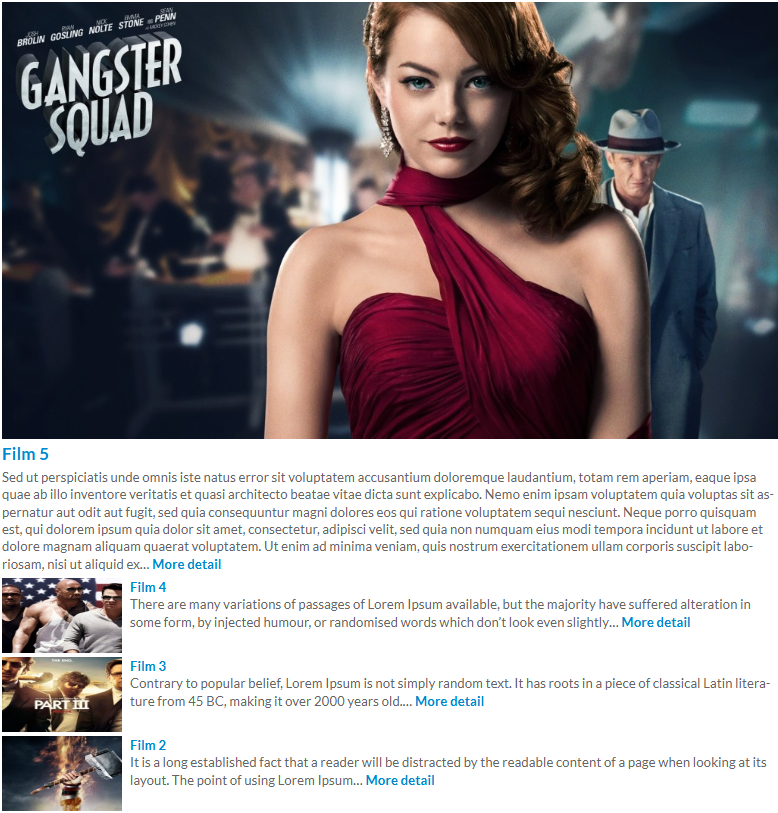 JOSH BROLIN RYAN GOSLING NICK NOLTE EMMA STONE AND SEAN PENN
GANGSTER
SQUAD
Film 5
Sed ut perspiciatis unde omnis iste natus error sit voluptatem accusantium doloremque laudantium, totam rem aperiam, eaque ipsa
quae ab illo inventore veritatis et quasi architecto beatae vitae dicta sunt explicabo. Nemo enim ipsam voluptatem quia voluptas sit as-
pernatur aut odit aut fugit, sed quia consequuntur magni dolores eos qui ratione voluptatem sequi nesciunt. Neque porro quisquam
est, qui dolorem ipsum quia dolor sit amet, consectetur, adipisci velit, sed quia non numquam eius modi tempora incidunt ut labore et
dolore magnam aliquam quaerat voluptatem. Ut enim ad minima veniam, quis nostrum exercitationem ullam corporis suscipit labo-
riosam, nisi ut aliquid ex... More detail
Film 4
There are many variations of passages of Lorem Ipsum available, but the majority have suffered alteration in
some form, by injected humour, or randomised words which don't look even slightly... More detail
THE END.
PART III
Film 3
Contrary to popular belief, Lorem Ipsum is not simply random text. It has roots in a piece of classical Latin litera-
ture from 45 BC, making it over 2000 years old.... More detail
Film 2
It is a long established fact that a reader will be distracted by the readable content of a page when looking at its
layout. The point of using Lorem Ipsum... More detail